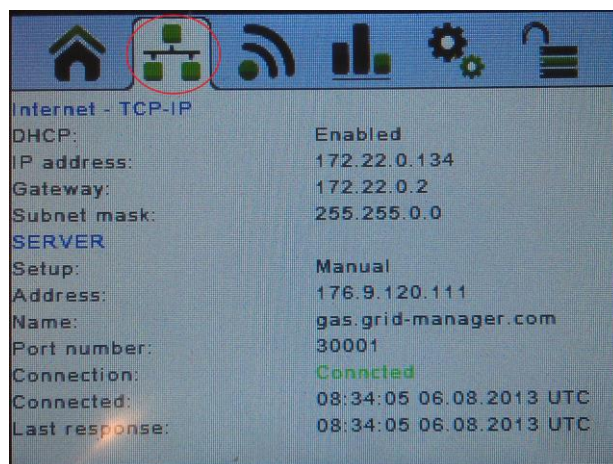 Internet - TCP-IP
DHCP: Enabled
IP address: 172.22.0.134
Gateway: 172.22.0.2
Subnet mask: 255.255.0.0
SERVER
Setup: Manual
Address: 176.9.120.111
Name: gas.grid-manager.com
Port number: 30001
Connection: Conncted
Connected: 08:34:05 06.08.2013 UTC
Last response: 08:34:05 06.08.2013 UTC